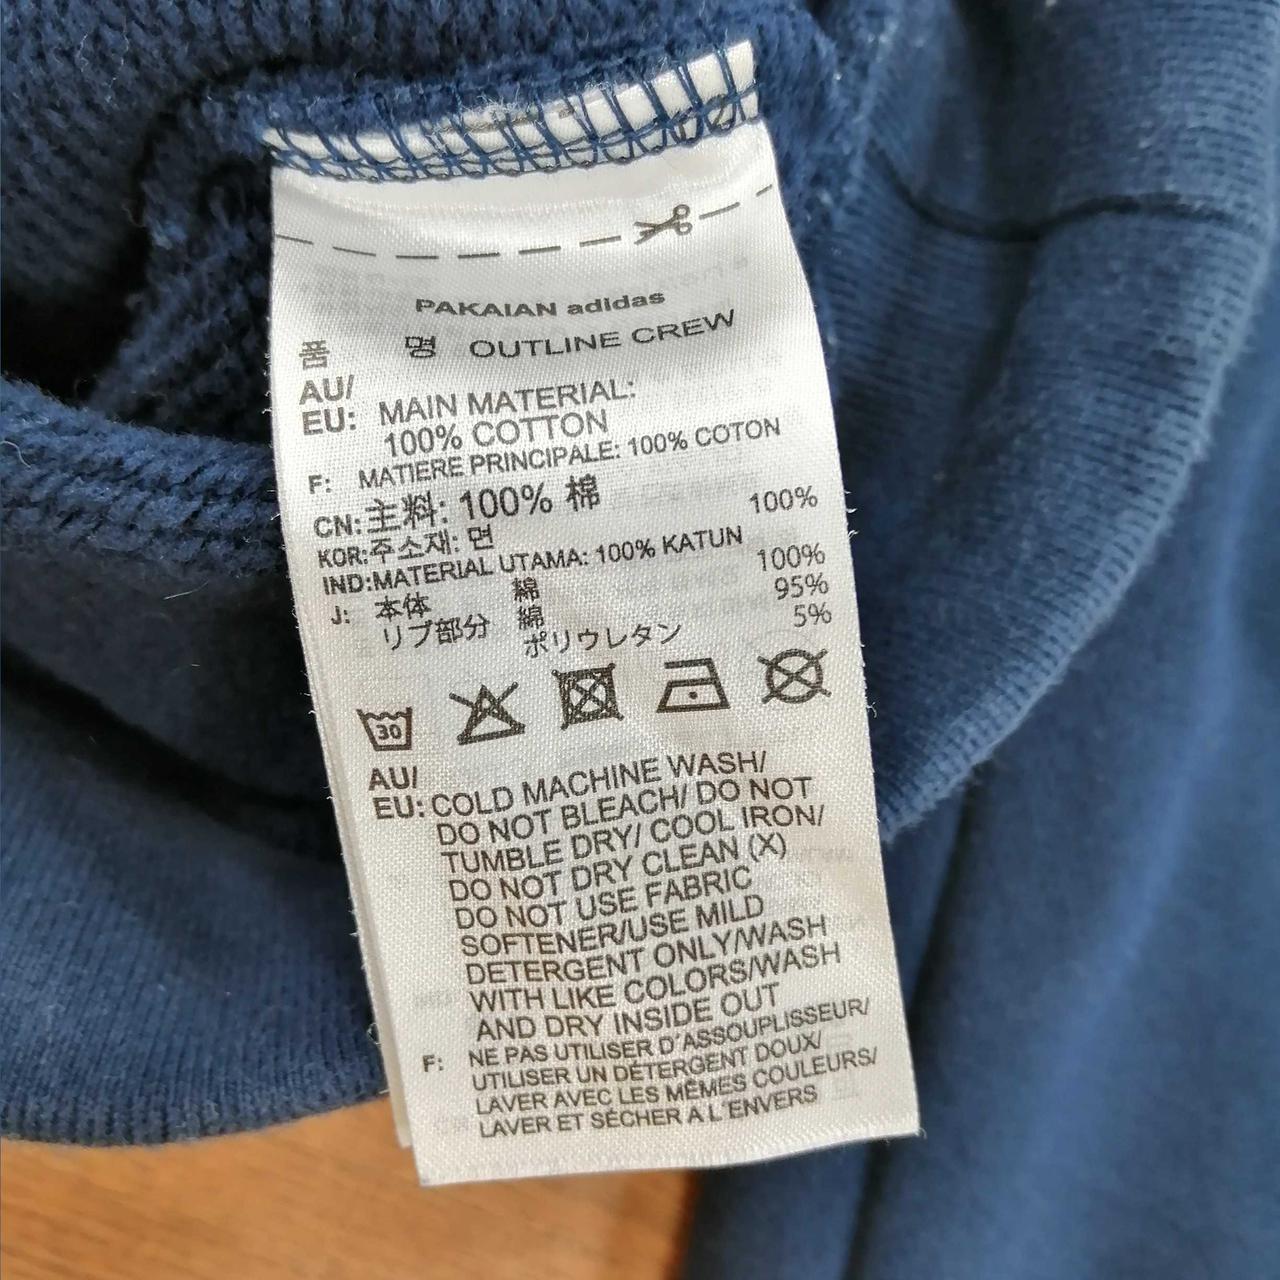 PAKAIAN adidas
품 명 OUTLINE CREW
AU/
EU: MAIN MATERIAL:
100% COTTON
F: MATIERE PRINCIPALE: 100% COTON
CN: 主料: 100% 棉
KOR: 주소재: 면 100%
IND: MATERIAL UTAMA: 100% KATUN
J: 本体 綿 100%
リブ部分 綿 95%
ポリウレタン 5%
30
AU/
EU: COLD MACHINE WASH/
DO NOT BLEACH/ DO NOT
TUMBLE DRY/ COOL IRON/
DO NOT DRY CLEAN (X)
DO NOT USE FABRIC
SOFTENER/USE MILD
DETERGENT ONLY/WASH
WITH LIKE COLORS/WASH
AND DRY INSIDE OUT
F: NE PAS UTILISER D´ASSOUPLISSEUR/
UTILISER UN DÉTERGENT DOUX/
LAVER AVEC LES MÊMES COULEURS/
LAVER ET SÉCHER A L´ENVERS